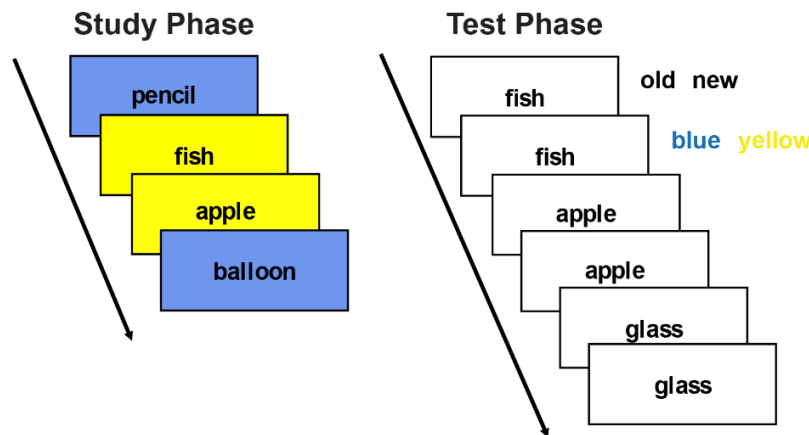 Study Phase
pencil
fish
apple
balloon
Test Phase
fish
old new
fish
blue yellow
apple
apple
glass
glass